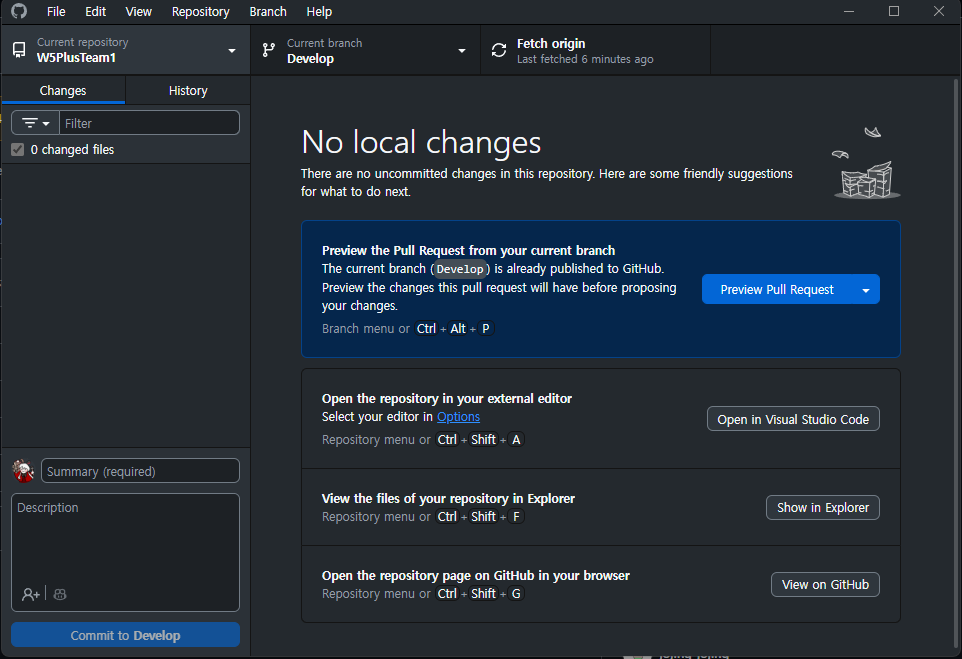 File Edit View Repository Branch Help
Current repository
W5PlusTeam1
Current branch
Develop
Fetch origin
Last fetched 6 minutes ago
Changes
History
Filter
0 changed files
No local changes
There are no uncommitted changes in this repository. Here are some friendly suggestions
for what to do next.
Preview the Pull Request from your current branch
The current branch (Develop) is already published to GitHub.
Preview the changes this pull request will have before proposing
your changes.
Branch menu or Ctrl + Alt + P
Preview Pull Request
Open the repository in your external editor
Select your editor in Options
Repository menu or Ctrl + Shift + A
Open in Visual Studio Code
View the files of your repository in Explorer
Repository menu or Ctrl + Shift + F
Show in Explorer
Open the repository page on GitHub in your browser
Repository menu or Ctrl + Shift + G
View on GitHub
Summary (required)
Description
Commit to Develop